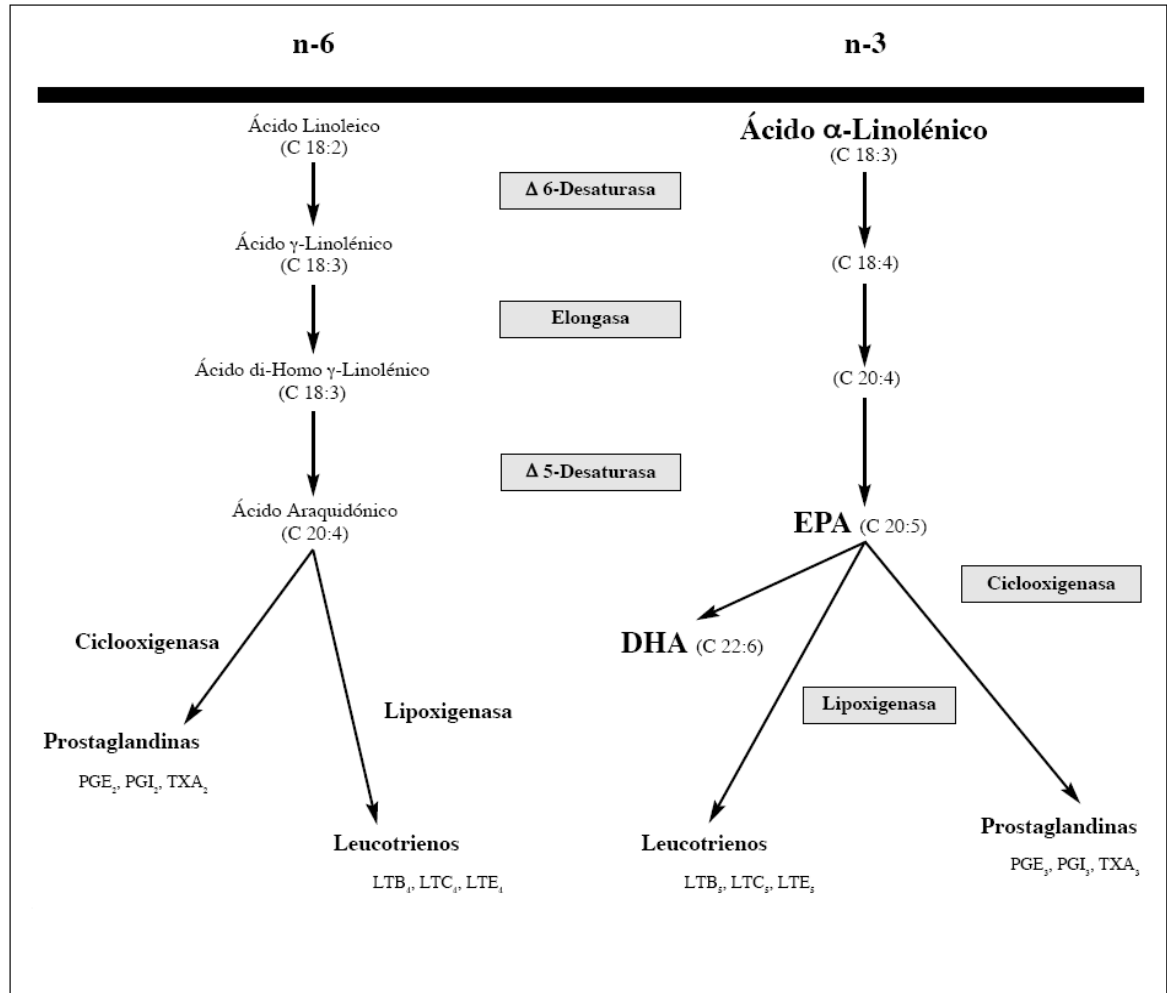 n-6
n-3
Ácido Linoleico
(C 18:2)
Ácido α-Linolénico
(C 18:3)
Δ 6-Desaturasa
Ácido γ-Linolénico
(C 18:3)
(C 18:4)
Elongasa
Ácido di-Homo γ-Linolénico
(C 18:3)
(C 20:4)
Δ 5-Desaturasa
Ácido Araquidónico
(C 20:4)
EPA (C 20:5)
Ciclooxigenasa
Ciclooxigenasa
DHA (C 22:6)
Lipoxigenasa
Lipoxigenasa
Prostaglandinas
PGE₂, PGI₂, TXA₂
Leucotrienos
LTB₄, LTC₄, LTE₄
Leucotrienos
LTB₅, LTC₅, LTE₅
Prostaglandinas
PGE₃, PGI₃, TXA₃